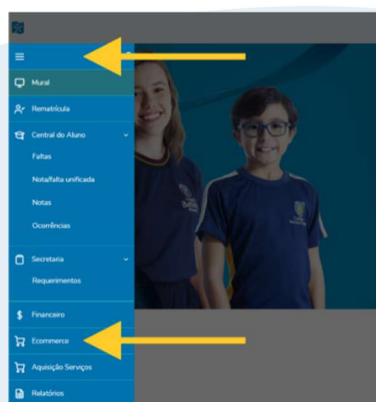 Mural
Rematrícula
Central do Aluno
Faltas
Nota/falta unificada
Notas
Ocorrências
Secretaria
Requerimentos
Financeiro
Ecommerce
Aquisição Serviços
Relatórios